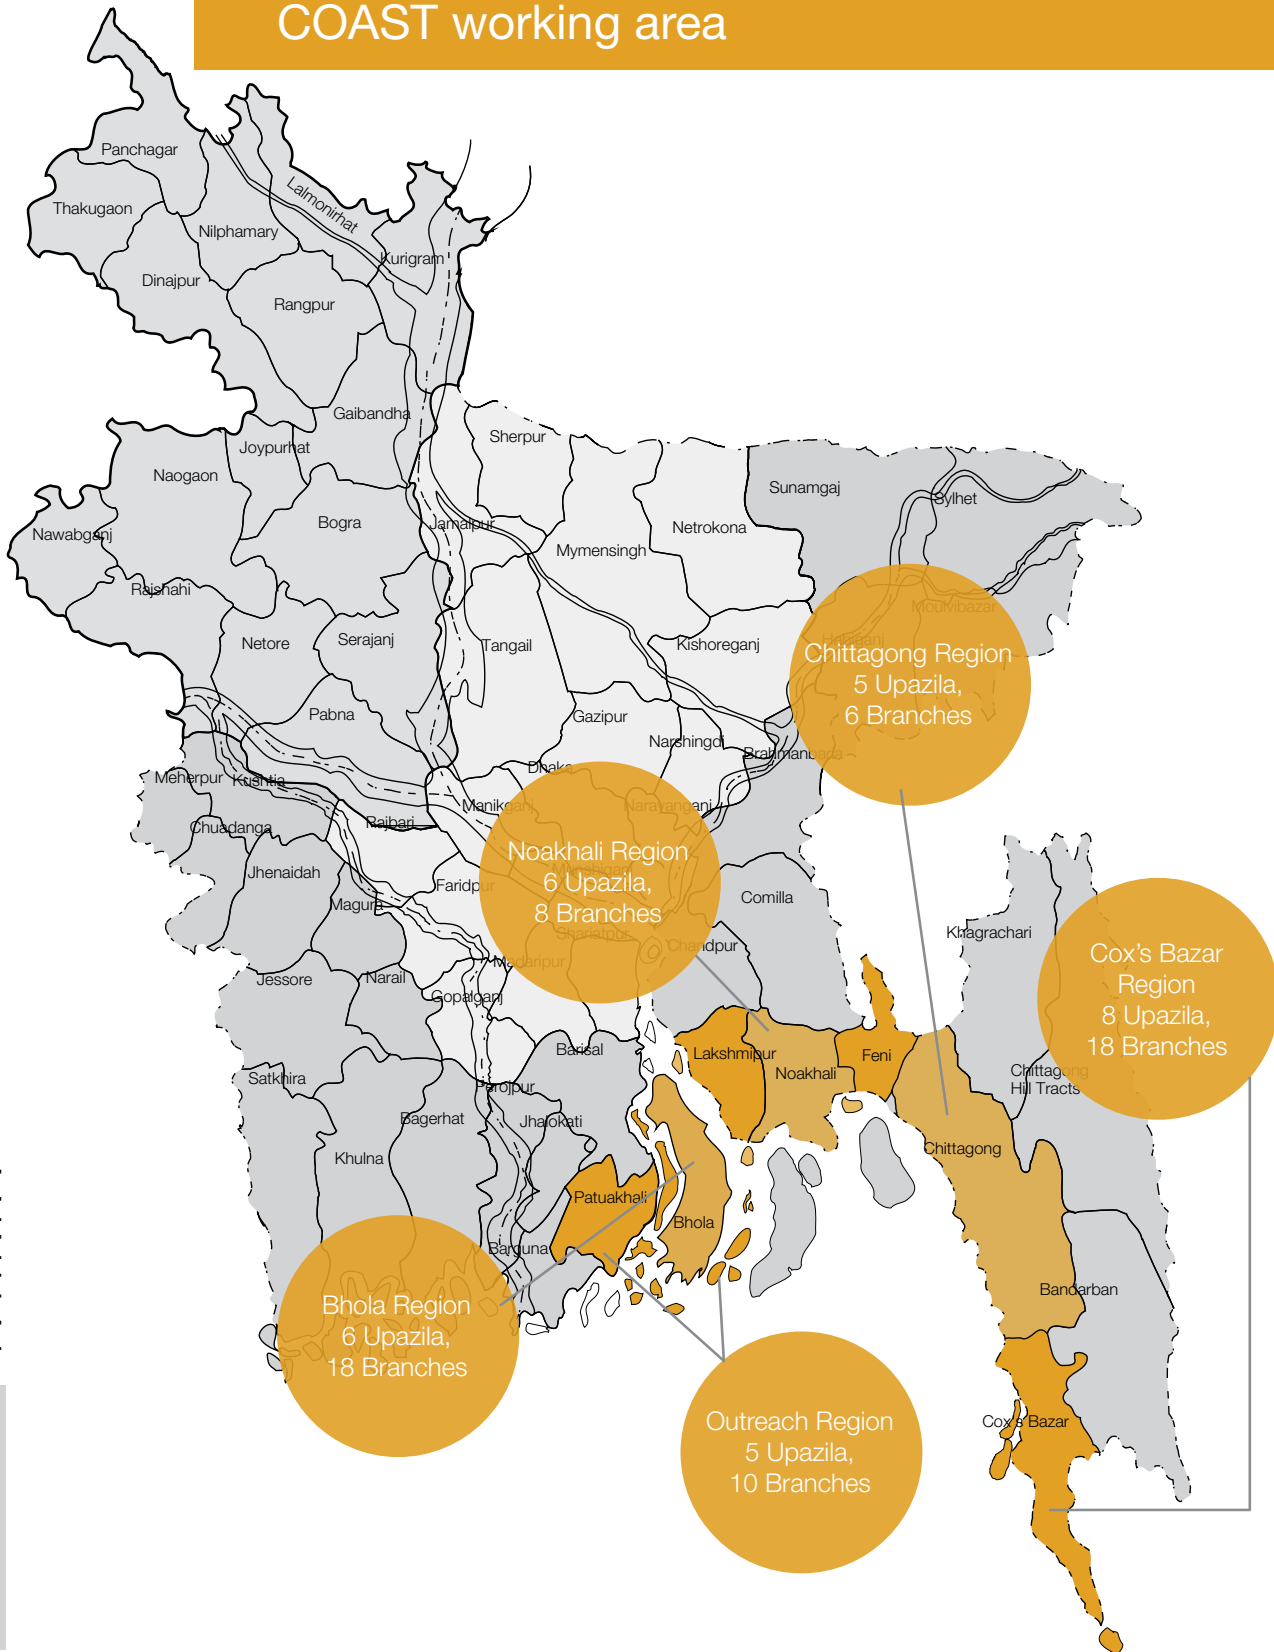 COAST working area
Panchagar
Lalmonirhat
Thakugaon
Nilphamary
Kurigram
Dinajpur
Rangpur
Gaibandha
Sherpur
Joypurhat
Naogaon
Sunamgaj
Sylhet
Bogra
Jamalpur
Netrokona
Nawabganj
Mymensingh
Rajshahi
Moulvibazar
Netore
Serajanj
Tangail
Kishoreganj
Chittagong Region
5 Upazila,
6 Branches
Pabna
Gazipur
Narshingdi
Brahmanbaria
Dhaka
Meherpur
Kushtia
Manikganj
Narayanganj
Rajbari
Chuadanga
Noakhali Region
6 Upazila,
8 Branches
Jhenaidah
Faridpur
Magura
Comilla
Shariatpur
Chandpur
Khagrachari
Cox's Bazar
Region
8 Upazila,
18 Branches
Madaripur
Jessore
Narail
Gopalganj
Barisal
Lakshmipur
Noakhali
Feni
Chittagong
Hill Tracts
Satkhira
Perojpur
Bagerhat
Jhalokati
Chittagong
Khulna
Patuakhali
Bhola
Barguna
Bandarban
Bhola Region
6 Upazila,
18 Branches
Outreach Region
5 Upazila,
10 Branches
Cox's Bazar